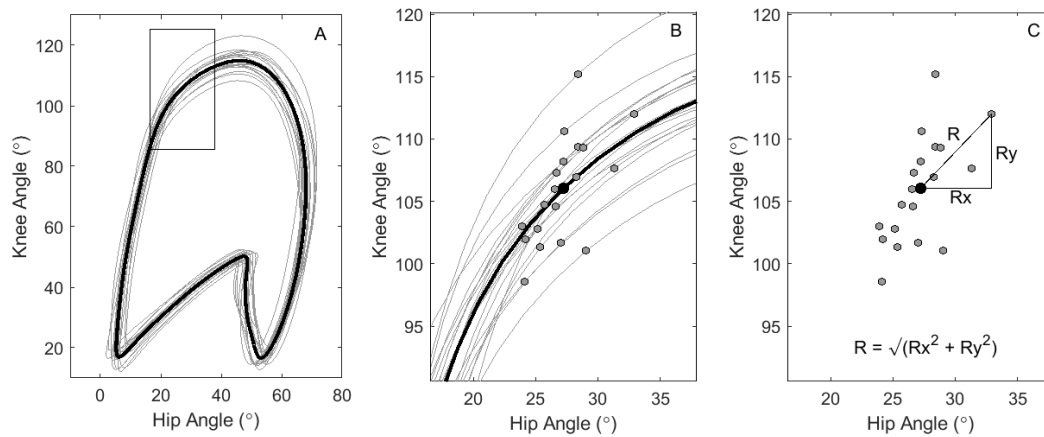 A
Knee Angle (°)
120
100
80
60
40
20
0 20 40 60 80
Hip Angle (°)
B
Knee Angle (°)
120
115
110
105
100
95
20 25 30 35
Hip Angle (°)
C
Knee Angle (°)
120
115
110
105
100
95
R
Ry
Rx
R = √(Rx² + Ry²)
20 25 30 35
Hip Angle (°)